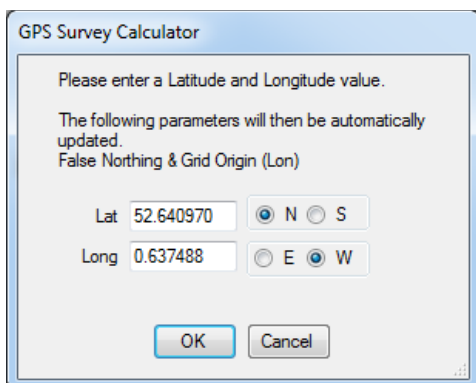 GPS Survey Calculator
Please enter a Latitude and Longitude value.
The following parameters will then be automatically
updated.
False Northing & Grid Origin (Lon)
Lat 52.640970 N S
Long 0.637488 E W
OK Cancel